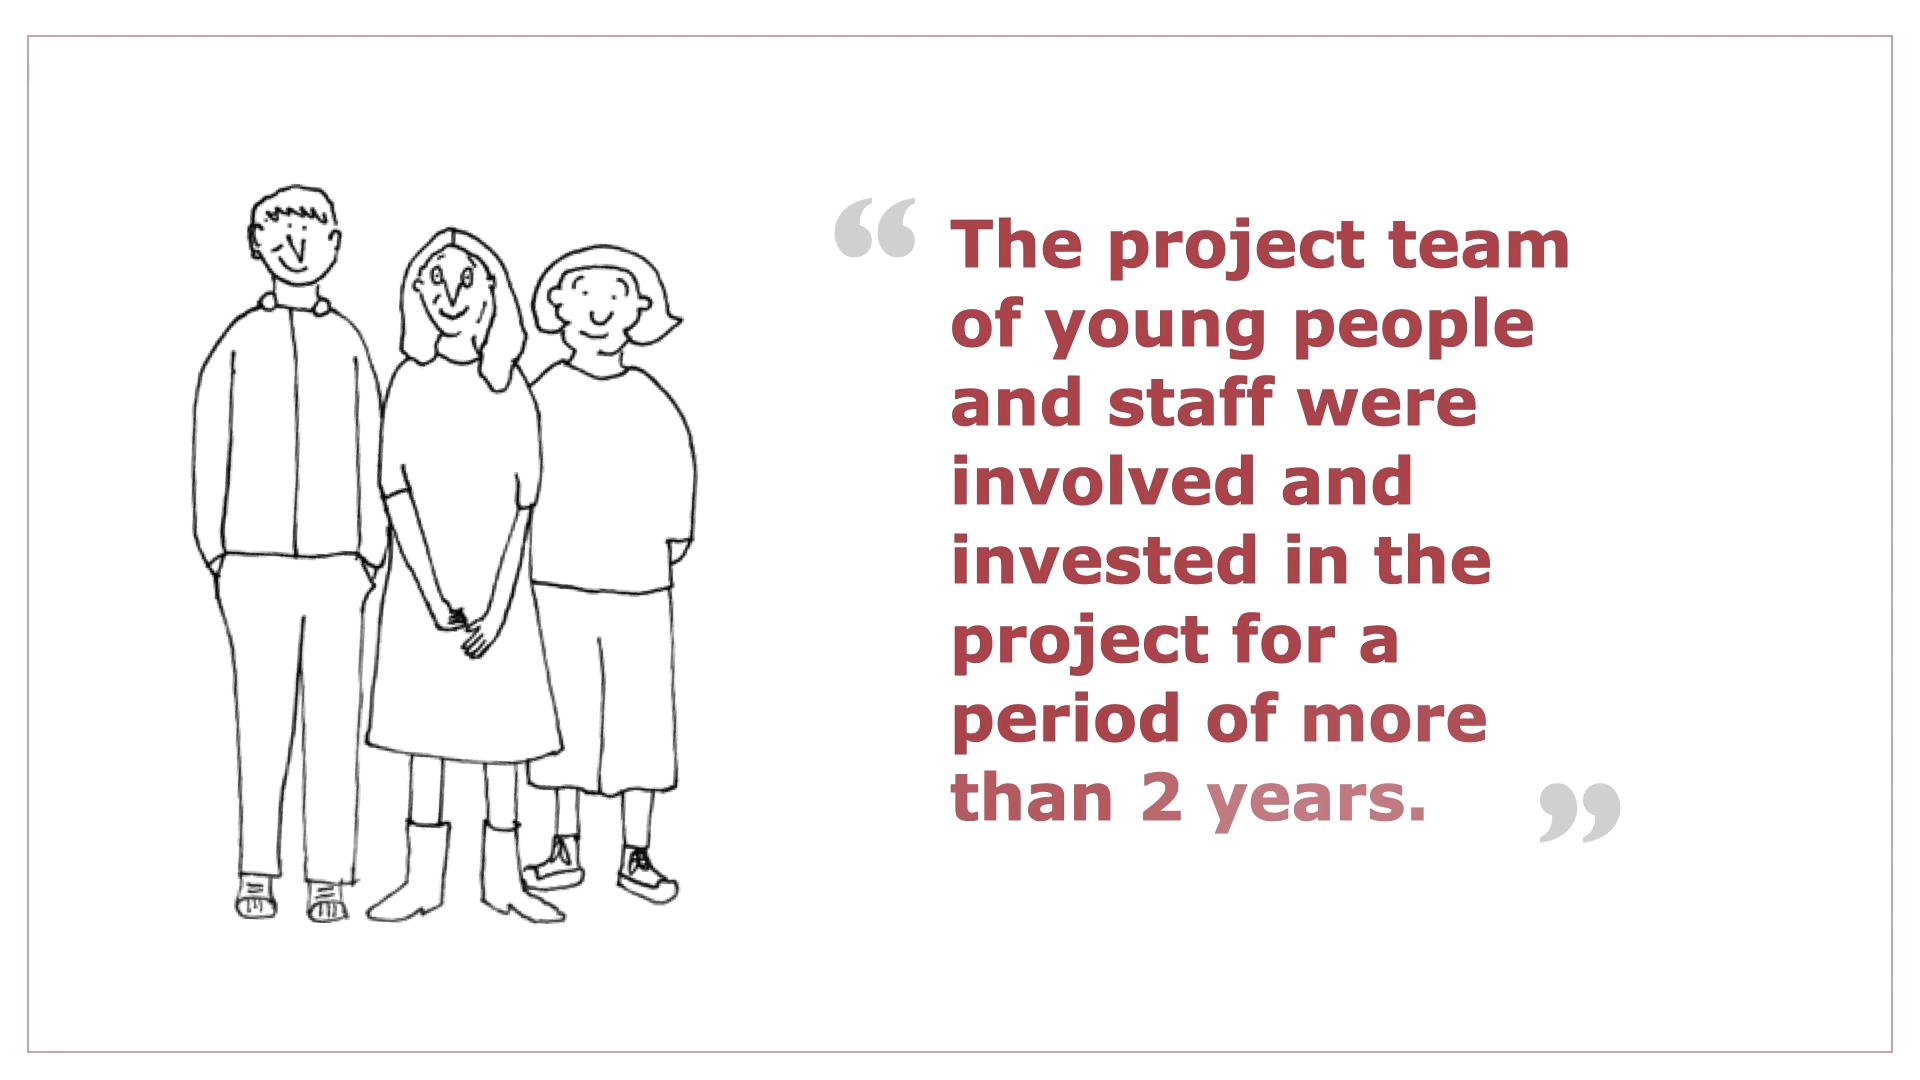 “ The project team
of young people
and staff were
involved and
invested in the
project for a
period of more
than 2 years. ”